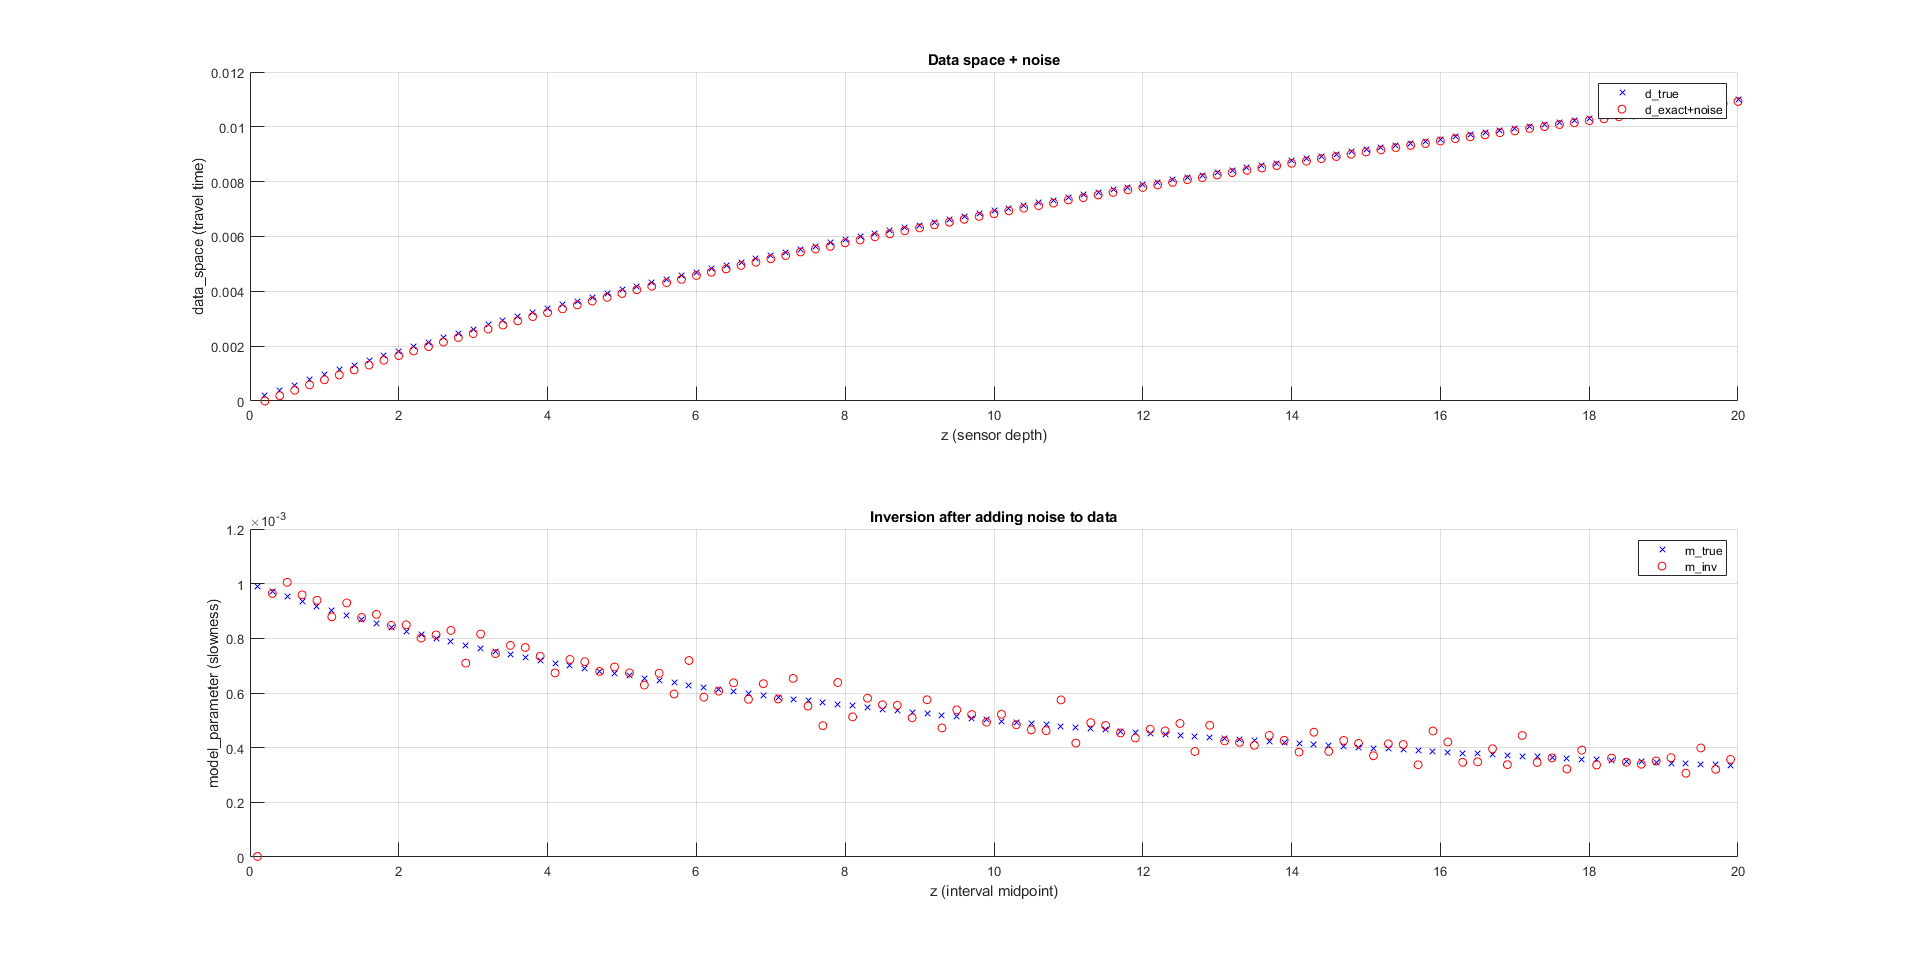 Data space + noise
0.012
0.01
0.008
0.006
0.004
0.002
0
data_space (travel time)
d_true
d_exact+noise
0 2 4 6 8 10 12 14 16 18 20
z (sensor depth)
Inversion after adding noise to data
×10⁻³
1.2
1
0.8
0.6
0.4
0.2
0
model_parameter (slowness)
m_true
m_inv
0 2 4 6 8 10 12 14 16 18 20
z (interval midpoint)